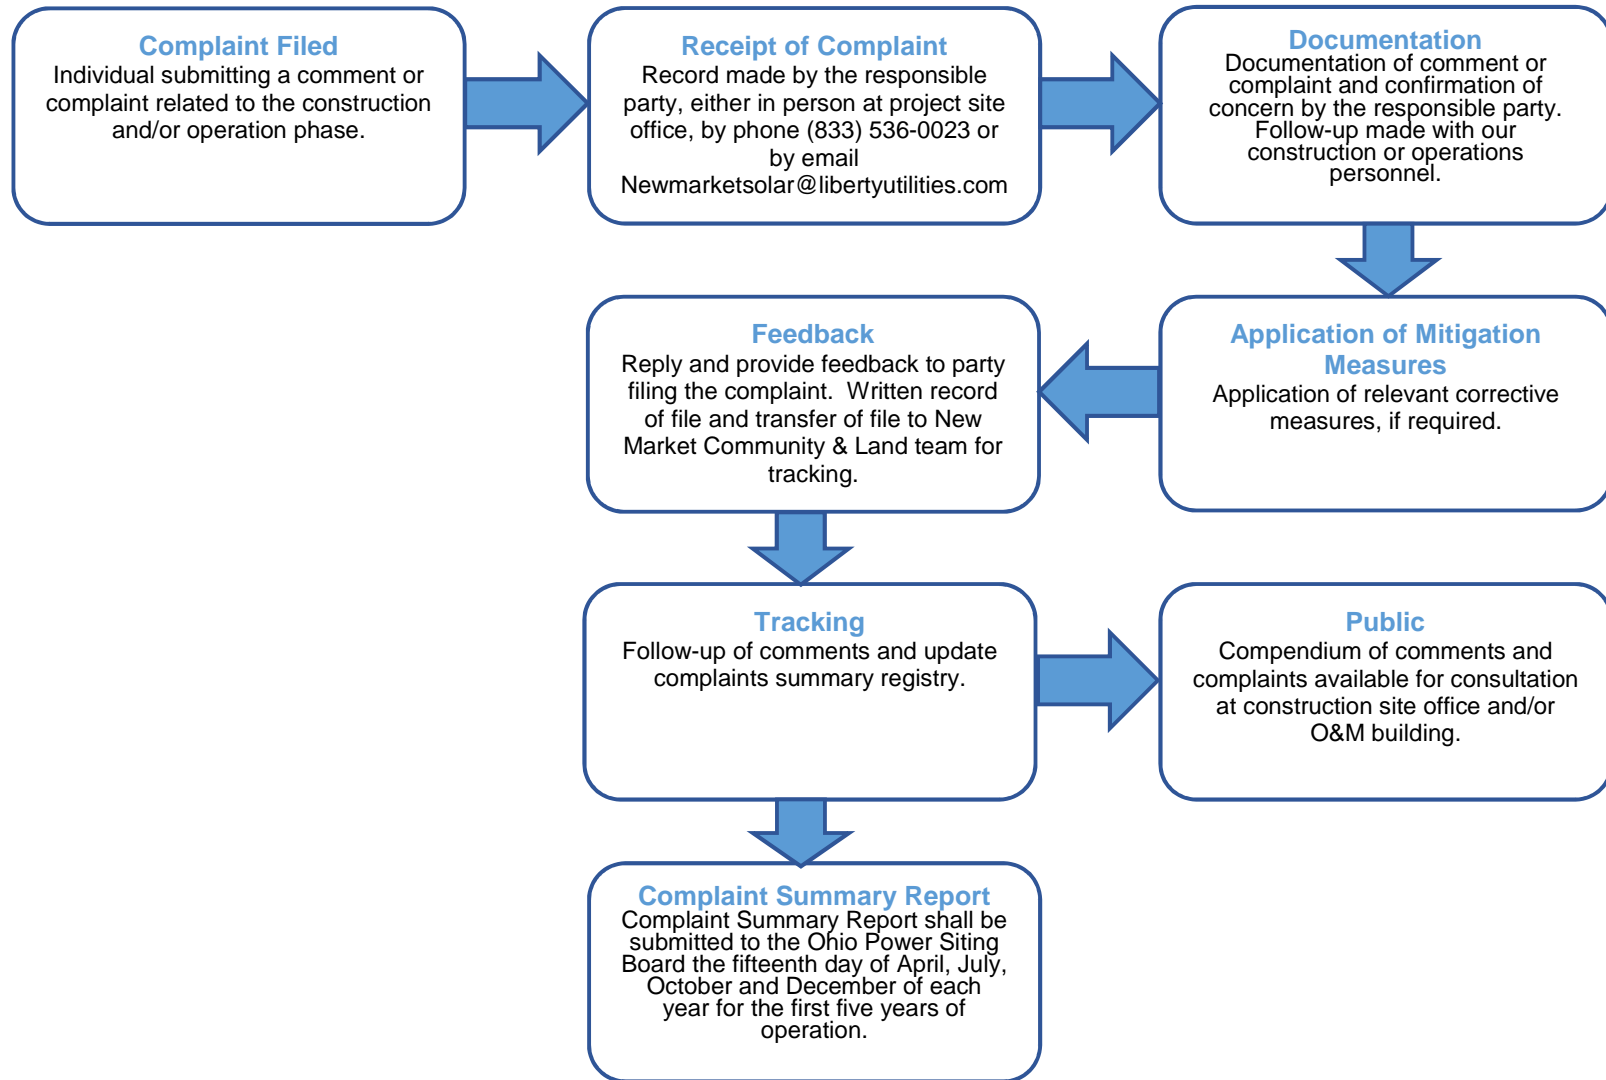 Complaint Filed
Individual submitting a comment or
complaint related to the construction
and/or operation phase.
Receipt of Complaint
Record made by the responsible
party, either in person at project site
office, by phone (833) 536-0023 or
by email
Newmarketsolar@libertyutilities.com
Documentation
Documentation of comment or
complaint and confirmation of
concern by the responsible party.
Follow-up made with our
construction or operations
personnel.
Application of Mitigation
Measures
Application of relevant corrective
measures, if required.
Feedback
Reply and provide feedback to party
filing the complaint.  Written record
of file and transfer of file to New
Market Community & Land team for
tracking.
Tracking
Follow-up of comments and update
complaints summary registry.
Public
Compendium of comments and
complaints available for consultation
at construction site office and/or
O&M building.
Complaint Summary Report
Complaint Summary Report shall be
submitted to the Ohio Power Siting
Board the fifteenth day of April, July,
October and December of each
year for the first five years of
operation.